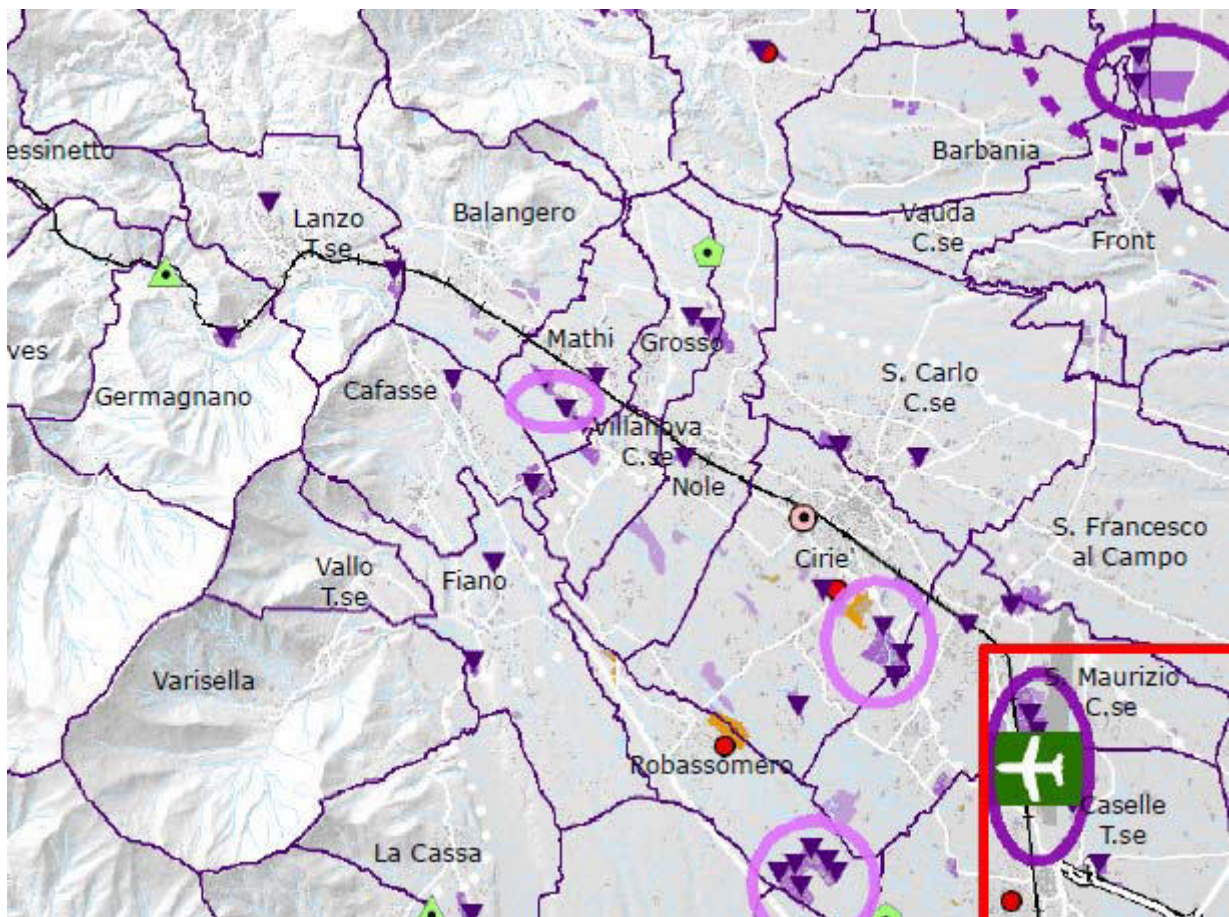 essinetto
Barbania
Lanzo
T.se
Balangero
Vauda
C.se
Front
ves
Mathi
Grosso
Germagnano
Cafasse
S. Carlo
C.se
Villanova
C.se
Nole
S. Francesco
al Campo
Cirie'
Vallo
T.se
Fiano
Varisella
S. Maurizio
C.se
Robassomero
Caselle
T.se
La Cassa